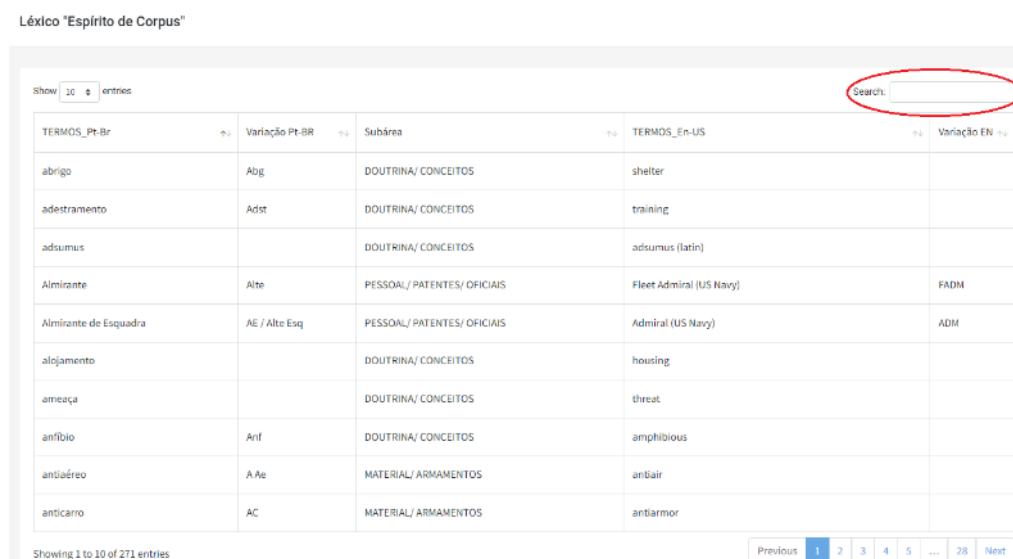 Léxico "Espírito de Corpus"
Show 10 entries Search:
TERMOS_Pt-Br Variação Pt-BR Subárea TERMOS_En-US Variação EN
abrigo Abg DOUTRINA/ CONCEITOS shelter
adestramento Adst DOUTRINA/ CONCEITOS training
adsumus DOUTRINA/ CONCEITOS adsumus (latin)
Almirante Alte PESSOAL/ PATENTES/ OFICIAIS Fleet Admiral (US Navy) FADM
Almirante de Esquadra AE / Alte Esq PESSOAL/ PATENTES/ OFICIAIS Admiral (US Navy) ADM
alojamento DOUTRINA/ CONCEITOS housing
ameaça DOUTRINA/ CONCEITOS threat
anfíbio Anf DOUTRINA/ CONCEITOS amphibious
antiaéreo A Ae MATERIAL/ ARMAMENTOS antiair
anticarro AC MATERIAL/ ARMAMENTOS antiarmor
Showing 1 to 10 of 271 entries Previous 1 2 3 4 5 ... 28 Next